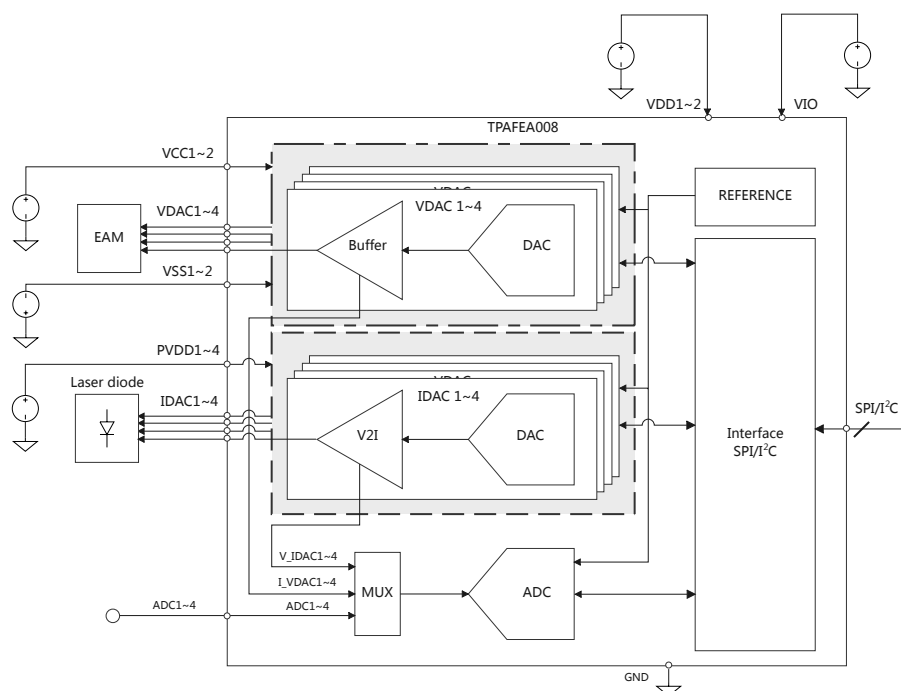 VDD1~2
VIO
TPAFEA008
VCC1~2
REFERENCE
VDAC 1~4
VDAC1~4
EAM
Buffer
DAC
VSS1~2
PVDD1~4
Laser diode
IDAC 1~4
IDAC1~4
V2I
DAC
Interface
SPI/I²C
SPI/I²C
V_IDAC1~4
MUX
ADC
I_VDAC1~4
ADC1~4
ADC1~4
GND